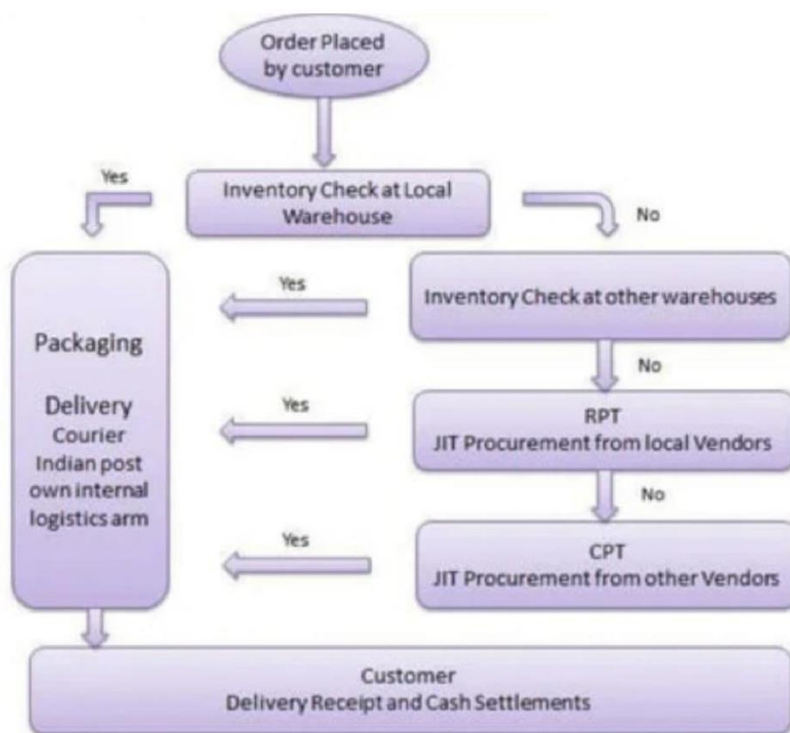 Order Placed
by customer
Yes
Inventory Check at Local
Warehouse
No
Packaging
Delivery
Courier
Indian post
own internal
logistics arm
Yes
Inventory Check at other warehouses
No
Yes
RPT
JIT Procurement from local Vendors
No
Yes
CPT
JIT Procurement from other Vendors
Customer
Delivery Receipt and Cash Settlements